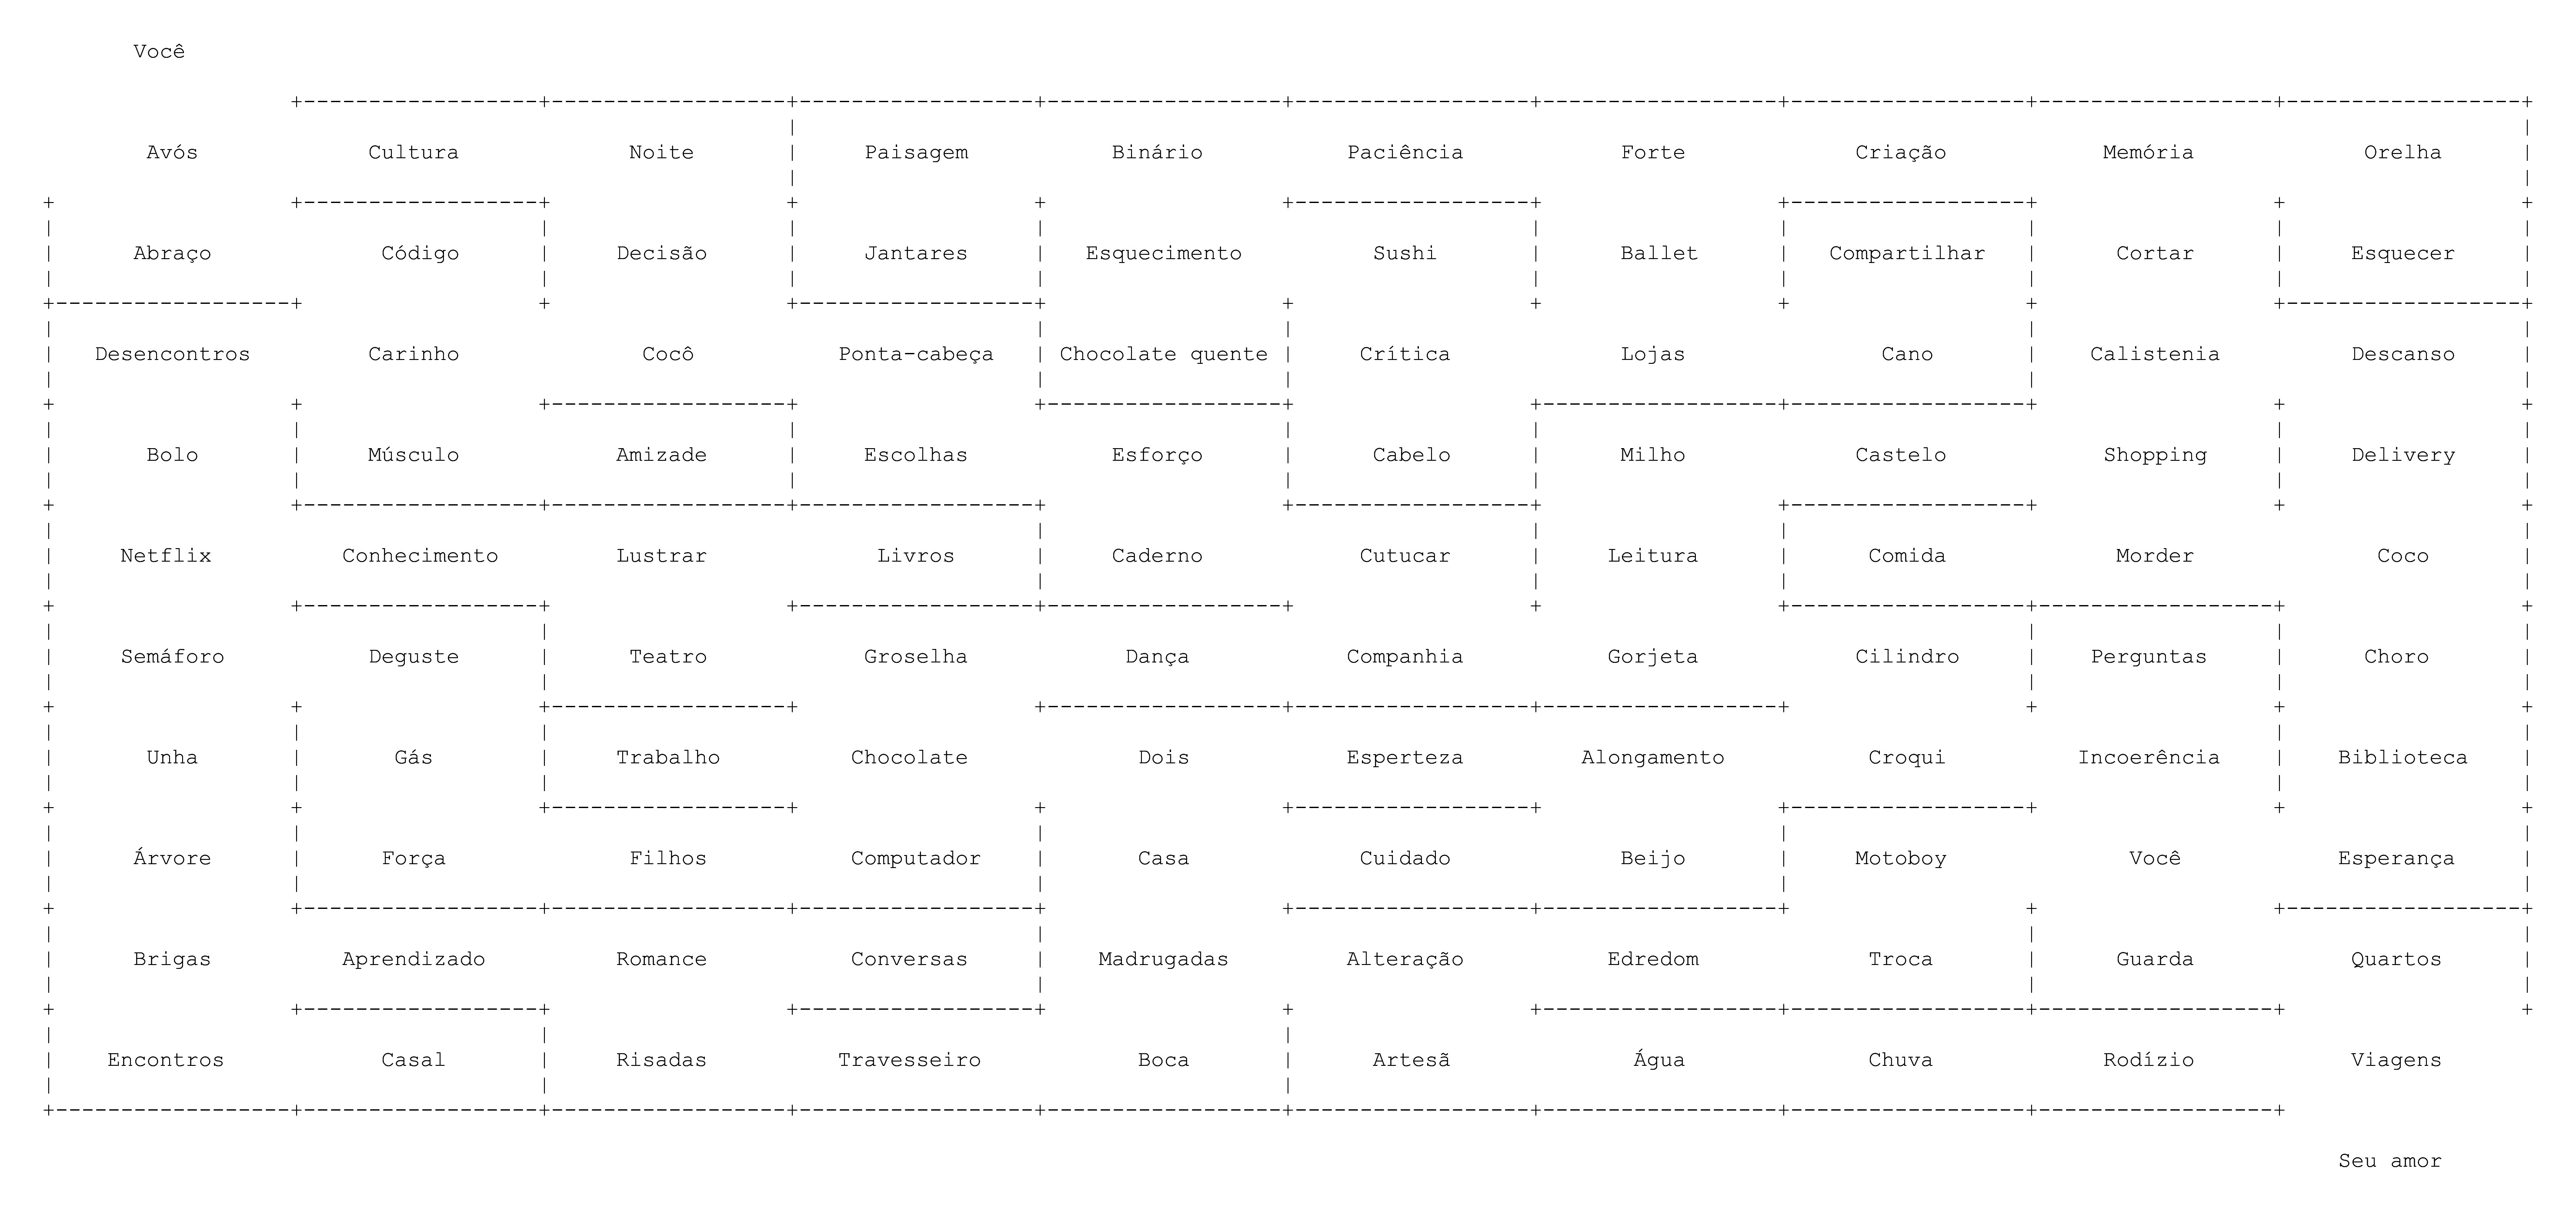 Você
Avós Cultura Noite Paisagem Binário Paciência Forte Criação Memória Orelha
Abraço Código Decisão Jantares Esquecimento Sushi Ballet Compartilhar Cortar Esquecer
Desencontros Carinho Cocô Ponta-cabeça Chocolate quente Crítica Lojas Cano Calistenia Descanso
Bolo Músculo Amizade Escolhas Esforço Cabelo Milho Castelo Shopping Delivery
Netflix Conhecimento Lustrar Livros Caderno Cutucar Leitura Comida Morder Coco
Semáforo Deguste Teatro Groselha Dança Companhia Gorjeta Cilindro Perguntas Choro
Unha Gás Trabalho Chocolate Dois Esperteza Alongamento Croqui Incoerência Biblioteca
Árvore Força Filhos Computador Casa Cuidado Beijo Motoboy Você Esperança
Brigas Aprendizado Romance Conversas Madrugadas Alteração Edredom Troca Guarda Quartos
Encontros Casal Risadas Travesseiro Boca Artesã Água Chuva Rodízio Viagens
Seu amor